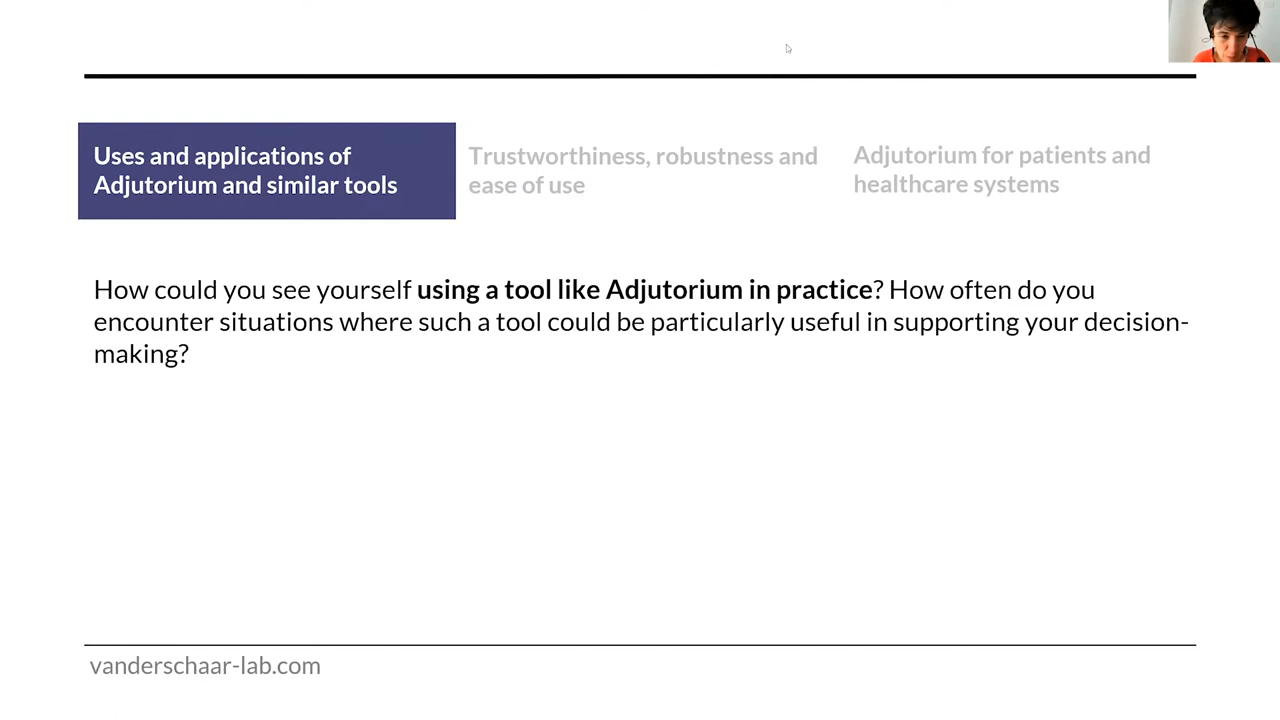 Uses and applications of
Adjutorium and similar tools
Trustworthiness, robustness and
ease of use
Adjutorium for patients and
healthcare systems
How could you see yourself using a tool like Adjutorium in practice? How often do you
encounter situations where such a tool could be particularly useful in supporting your decision-
making?
vanderschaar-lab.com